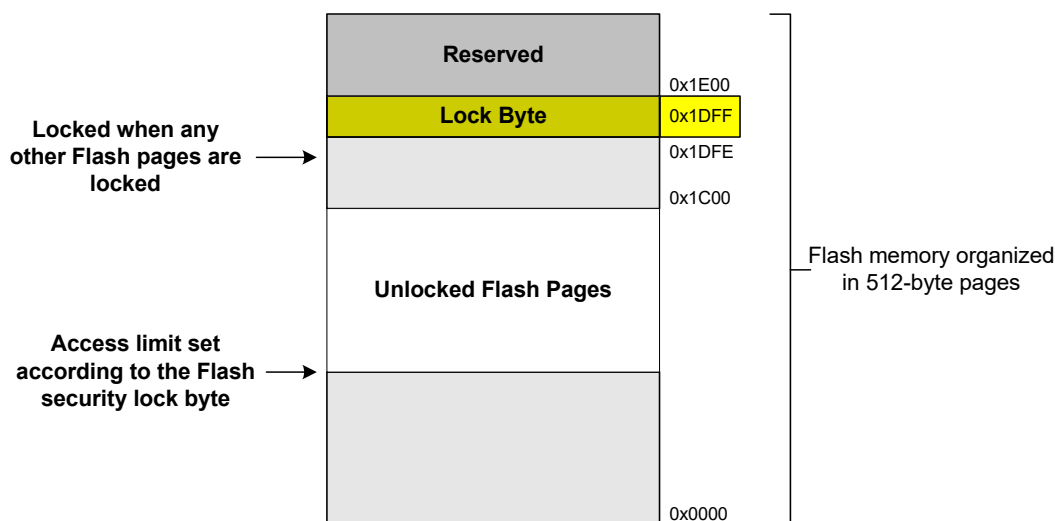 Reserved
0x1E00
Lock Byte
0x1DFF
Locked when any
other Flash pages are
locked
0x1DFE
0x1C00
Unlocked Flash Pages
Flash memory organized
in 512-byte pages
Access limit set
according to the Flash
security lock byte
0x0000